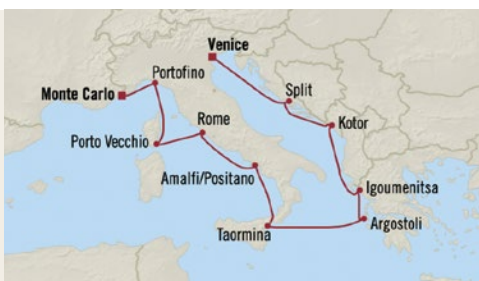 Venice
Portofino
Monte Carlo
Split
Rome
Kotor
Porto Vecchio
Amalfi/Positano
Igoumenitsa
Taormina
Argostoli